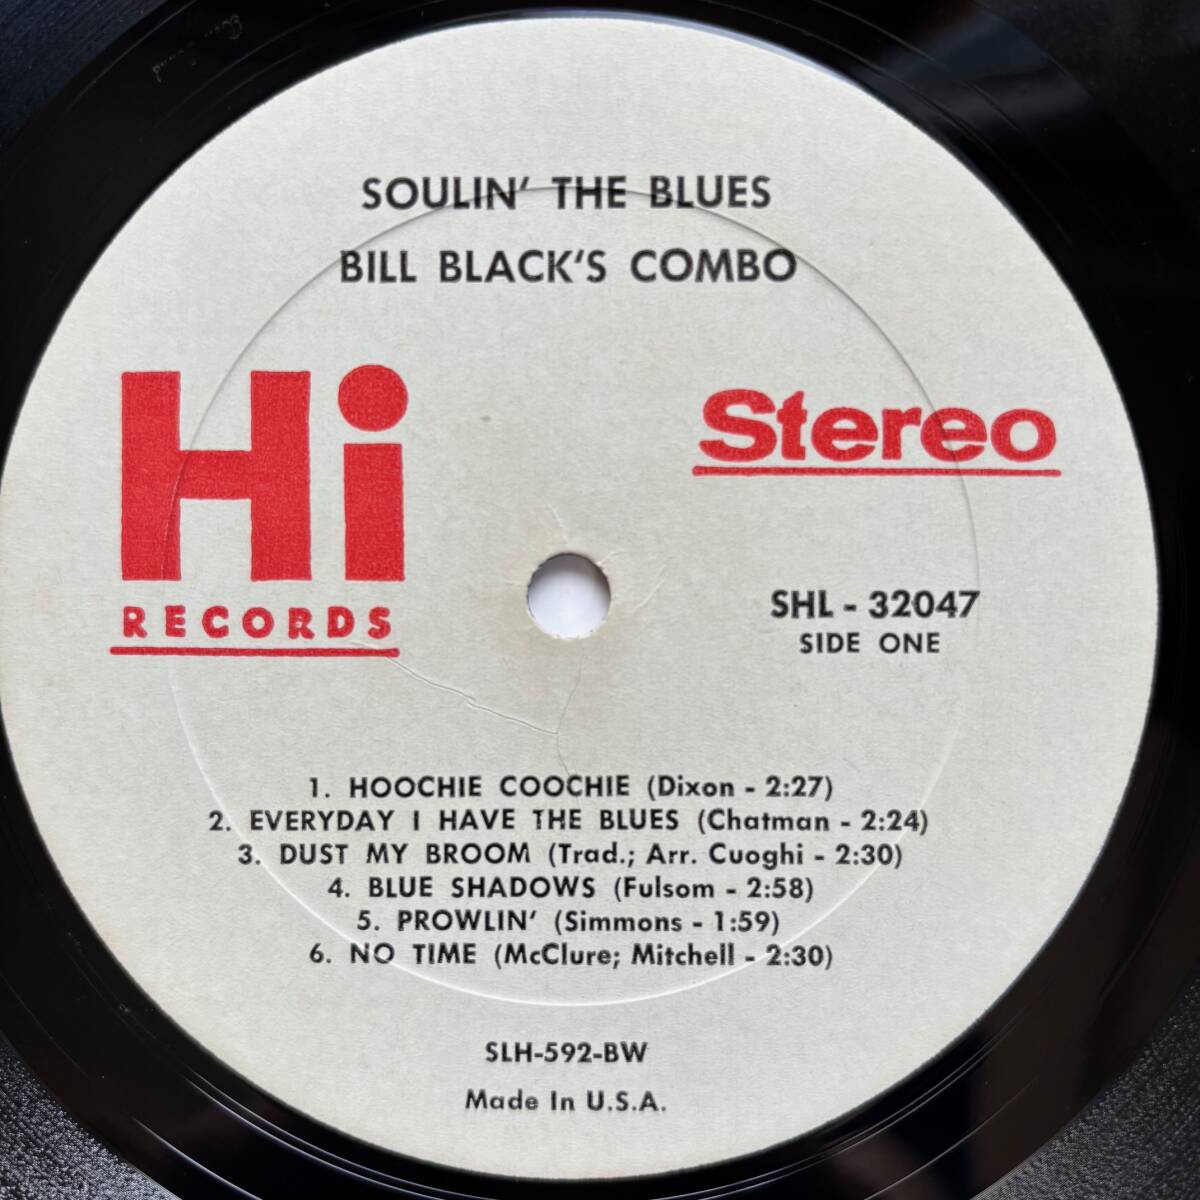 SOULIN' THE BLUES
BILL BLACK'S COMBO
Hi
RECORDS
Stereo
SHL - 32047
SIDE ONE
1. HOOCHIE COOCHIE (Dixon - 2:27)
2. EVERYDAY I HAVE THE BLUES (Chatman - 2:24)
3. DUST MY BROOM (Trad.; Arr. Cuoghi - 2:30)
4. BLUE SHADOWS (Fulsom - 2:58)
5. PROWLIN' (Simmons - 1:59)
6. NO TIME (McClure; Mitchell - 2:30)
SLH-592-BW
Made In U.S.A.